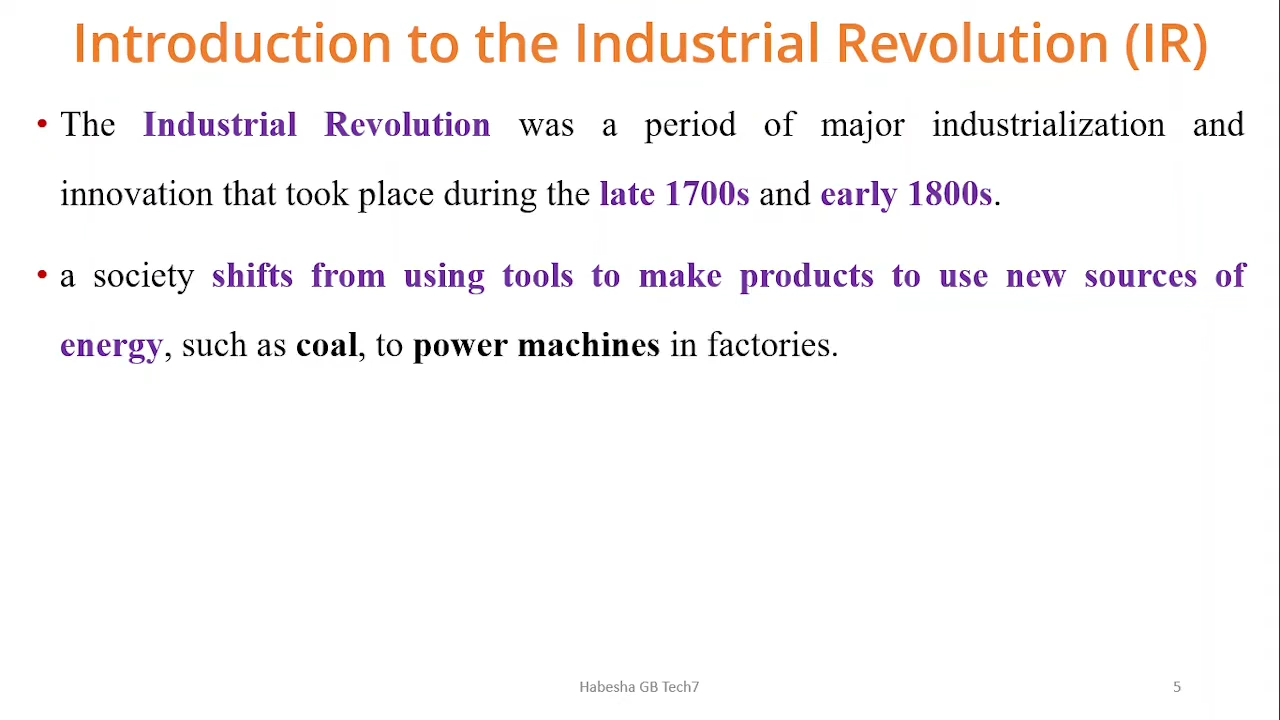 Introduction to the Industrial Revolution (IR)
• The Industrial Revolution was a period of major industrialization and
innovation that took place during the late 1700s and early 1800s.
• a society shifts from using tools to make products to use new sources of
energy, such as coal, to power machines in factories.
Habesha GB Tech7
5